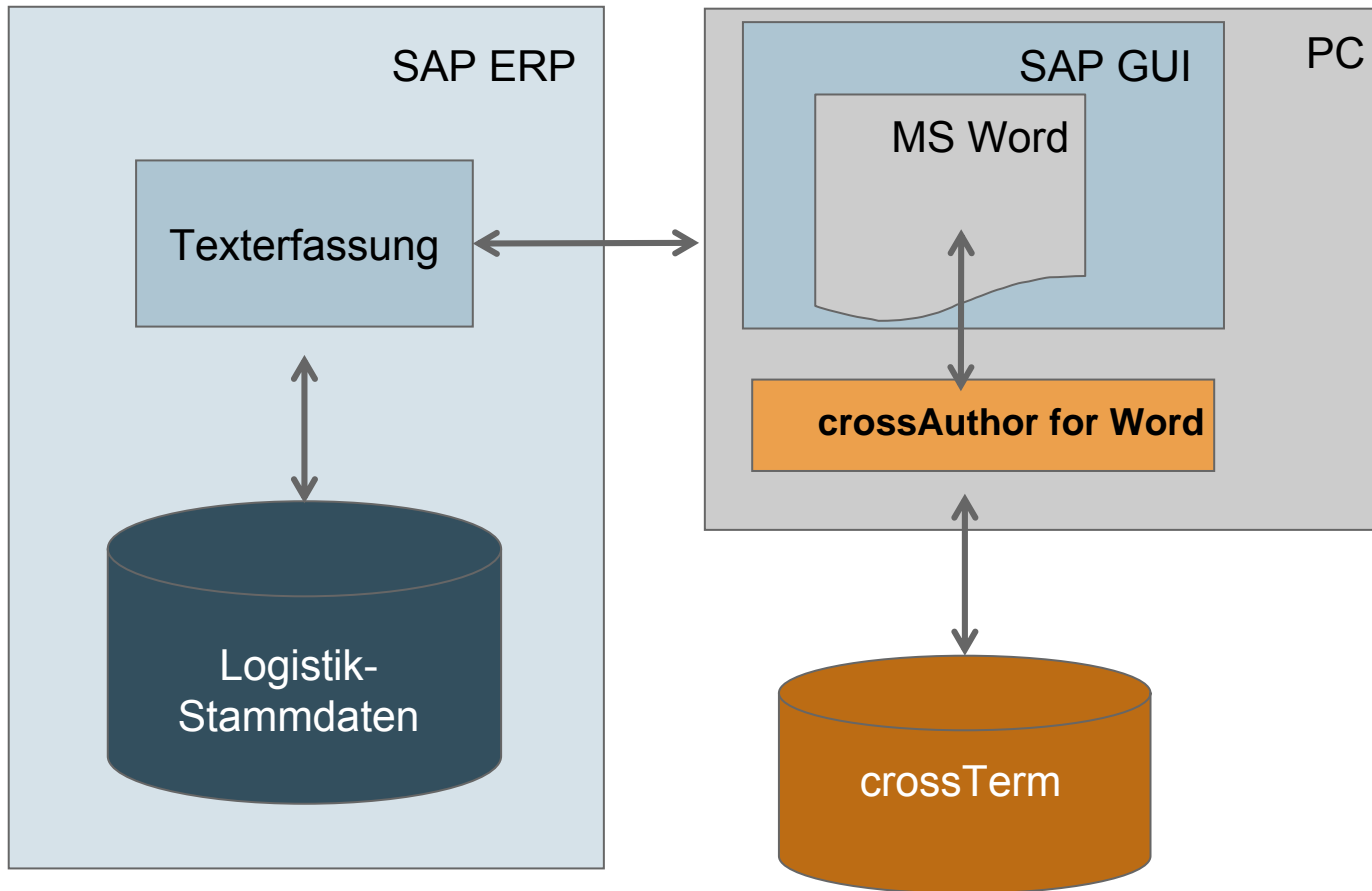 SAP ERP
Texterfassung
Logistik-
Stammdaten
PC
SAP GUI
MS Word
crossAuthor for Word
crossTerm